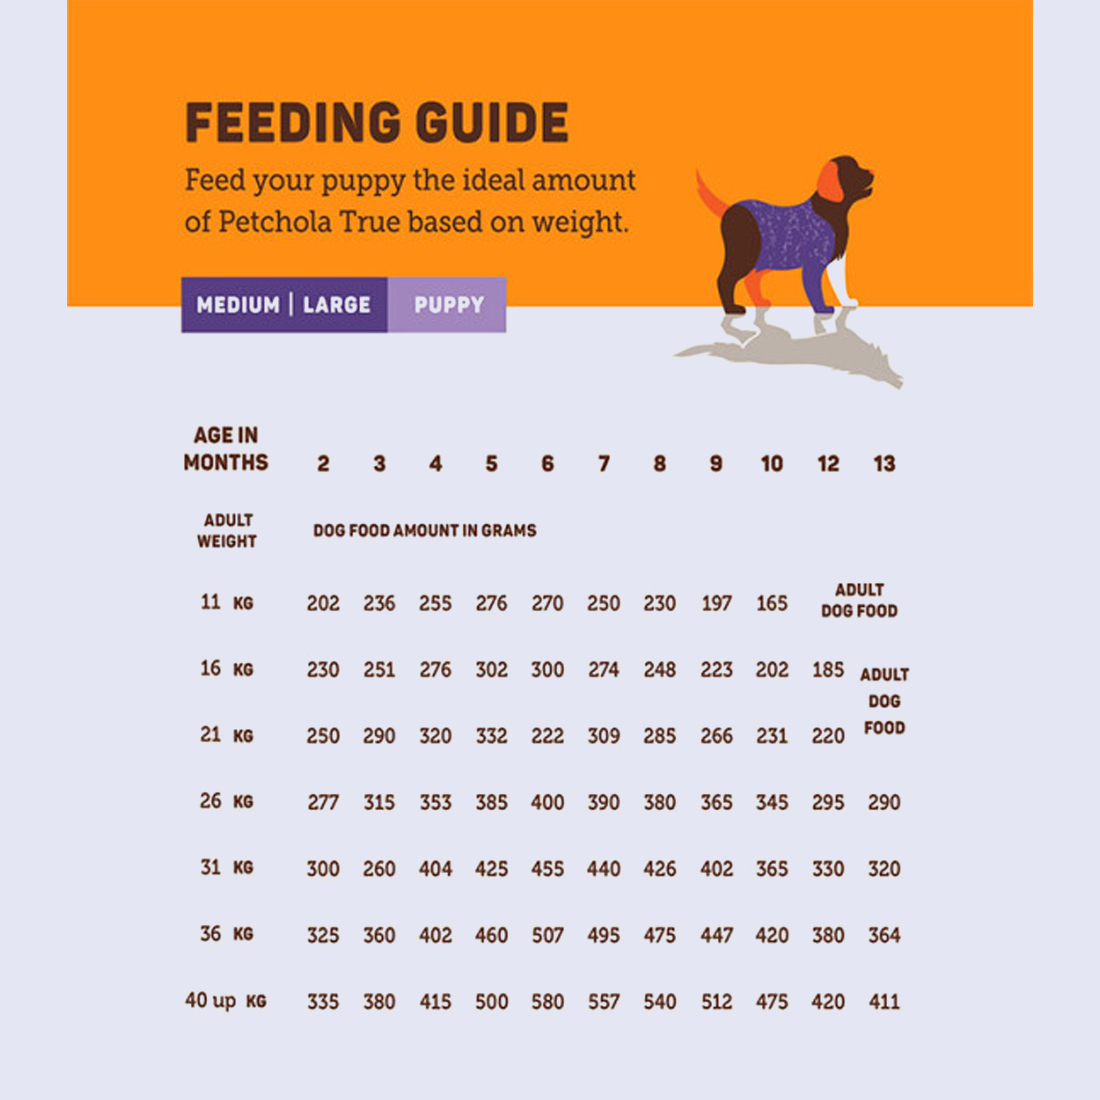 FEEDING GUIDE
Feed your puppy the ideal amount
of Petchola True based on weight.
MEDIUM | LARGE PUPPY
AGE IN
MONTHS 2 3 4 5 6 7 8 9 10 12 13
ADULT
WEIGHT
DOG FOOD AMOUNT IN GRAMS
11 KG 202 236 255 276 270 250 230 197 165
ADULT
DOG FOOD
16 KG 230 251 276 302 300 274 248 223 202 185
ADULT
DOG
FOOD
21 KG 250 290 320 332 222 309 285 266 231 220
26 KG 277 315 353 385 400 390 380 365 345 295 290
31 KG 300 260 404 425 455 440 426 402 365 330 320
36 KG 325 360 402 460 507 495 475 447 420 380 364
40 up KG 335 380 415 500 580 557 540 512 475 420 411